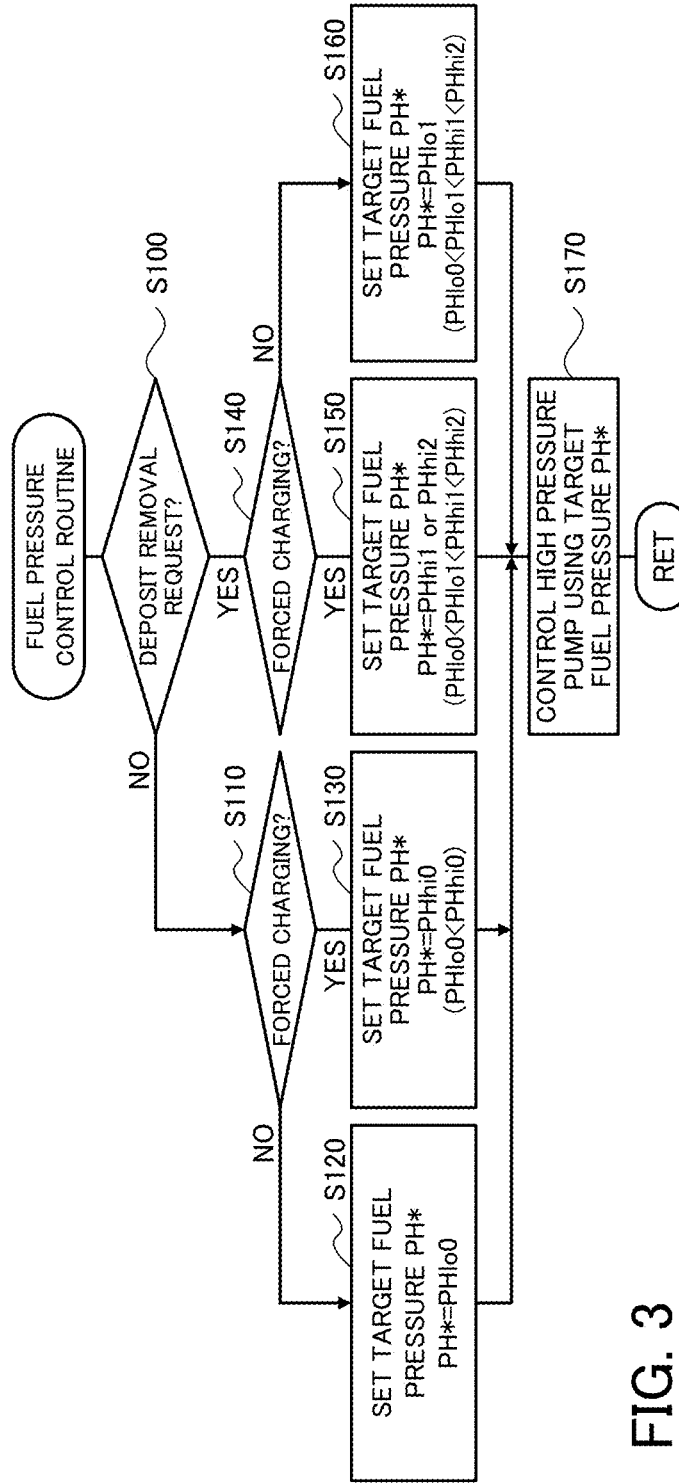 FUEL PRESSURE
CONTROL ROUTINE
S100
DEPOSIT REMOVAL
REQUEST?
NO
YES
S110
FORCED CHARGING?
NO
YES
S140
FORCED CHARGING?
NO
YES
S120
SET TARGET FUEL
PRESSURE PH*
PH*=PHlo0
S130
SET TARGET FUEL
PRESSURE PH*
PH*=PHhi0
(PHlo0<PHhi0)
S150
SET TARGET FUEL
PRESSURE PH*
PH*=PHhi1 or PHhi2
(PHlo0<PHlo1<PHhi1<PHhi2)
S160
SET TARGET FUEL
PRESSURE PH*
PH*=PHlo1
(PHlo0<PHlo1<PHhi1<PHhi2)
S170
CONTROL HIGH PRESSURE
PUMP USING TARGET
FUEL PRESSURE PH*
RET
FIG. 3